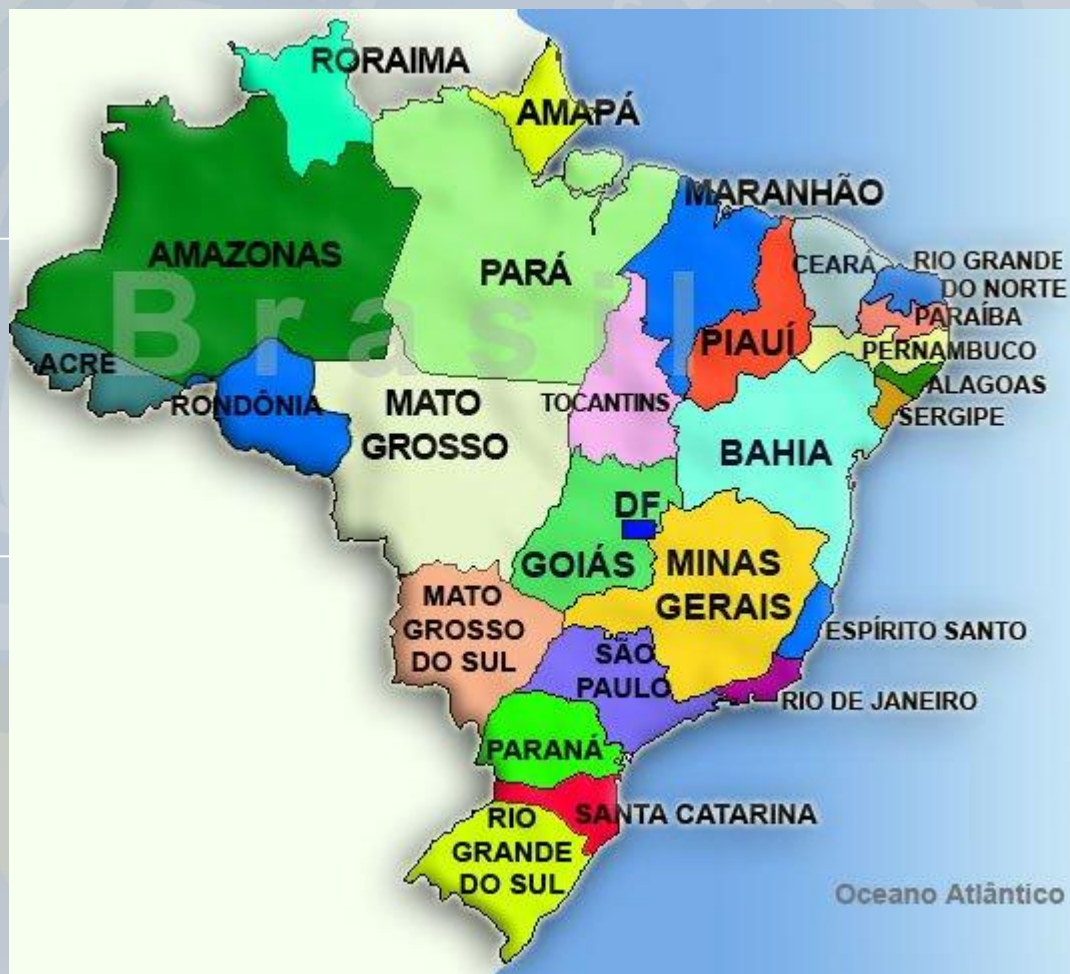 RORAIMA
AMAPÁ
MARANHÃO
AMAZONAS
PARÁ
CEARÁ
RIO GRANDE
DO NORTE
PARAÍBA
Brasil
PIAUÍ
PERNAMBUCO
ACRE
ALAGOAS
RONDÔNIA
MATO
GROSSO
TOCANTINS
SERGIPE
BAHIA
DF
GOIÁS
MINAS
GERAIS
MATO
GROSSO
DO SUL
ESPÍRITO SANTO
SÃO
PAULO
RIO DE JANEIRO
PARANÁ
SANTA CATARINA
RIO
GRANDE
DO SUL
Oceano Atlântico